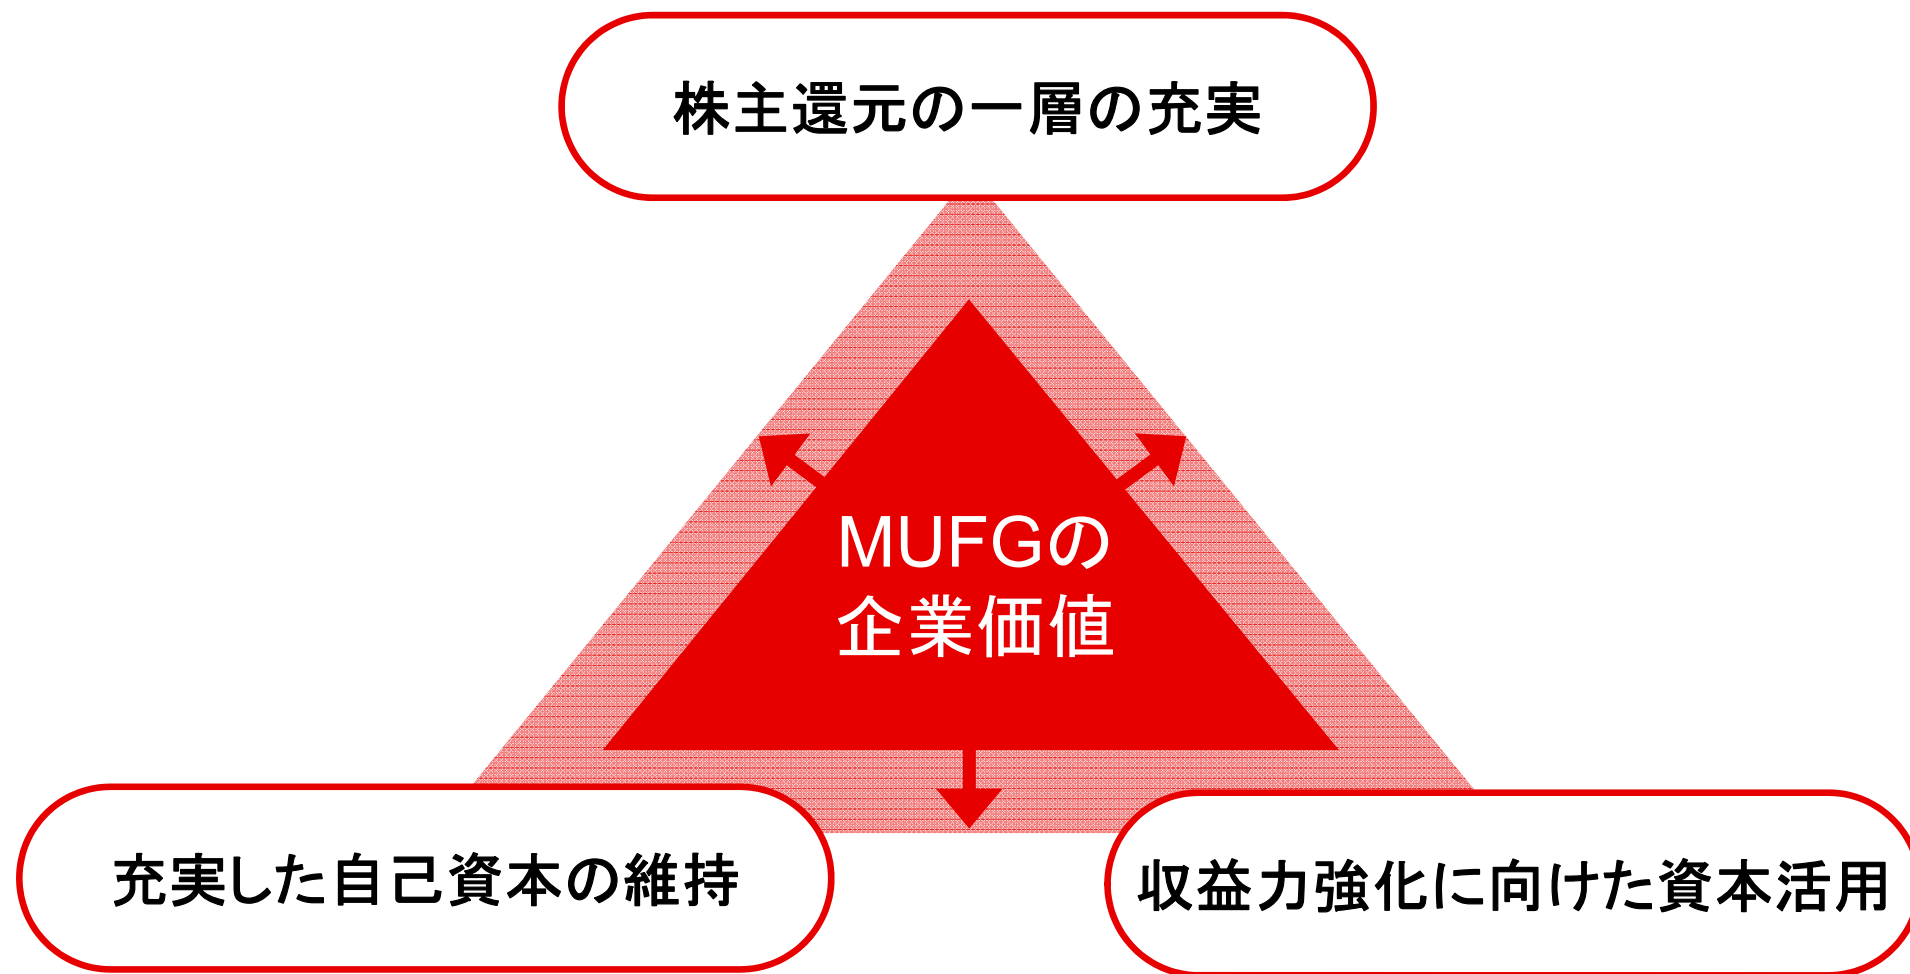 株主還元の一層の充実
MUFGの
企業価値
充実した自己資本の維持
収益力強化に向けた資本活用